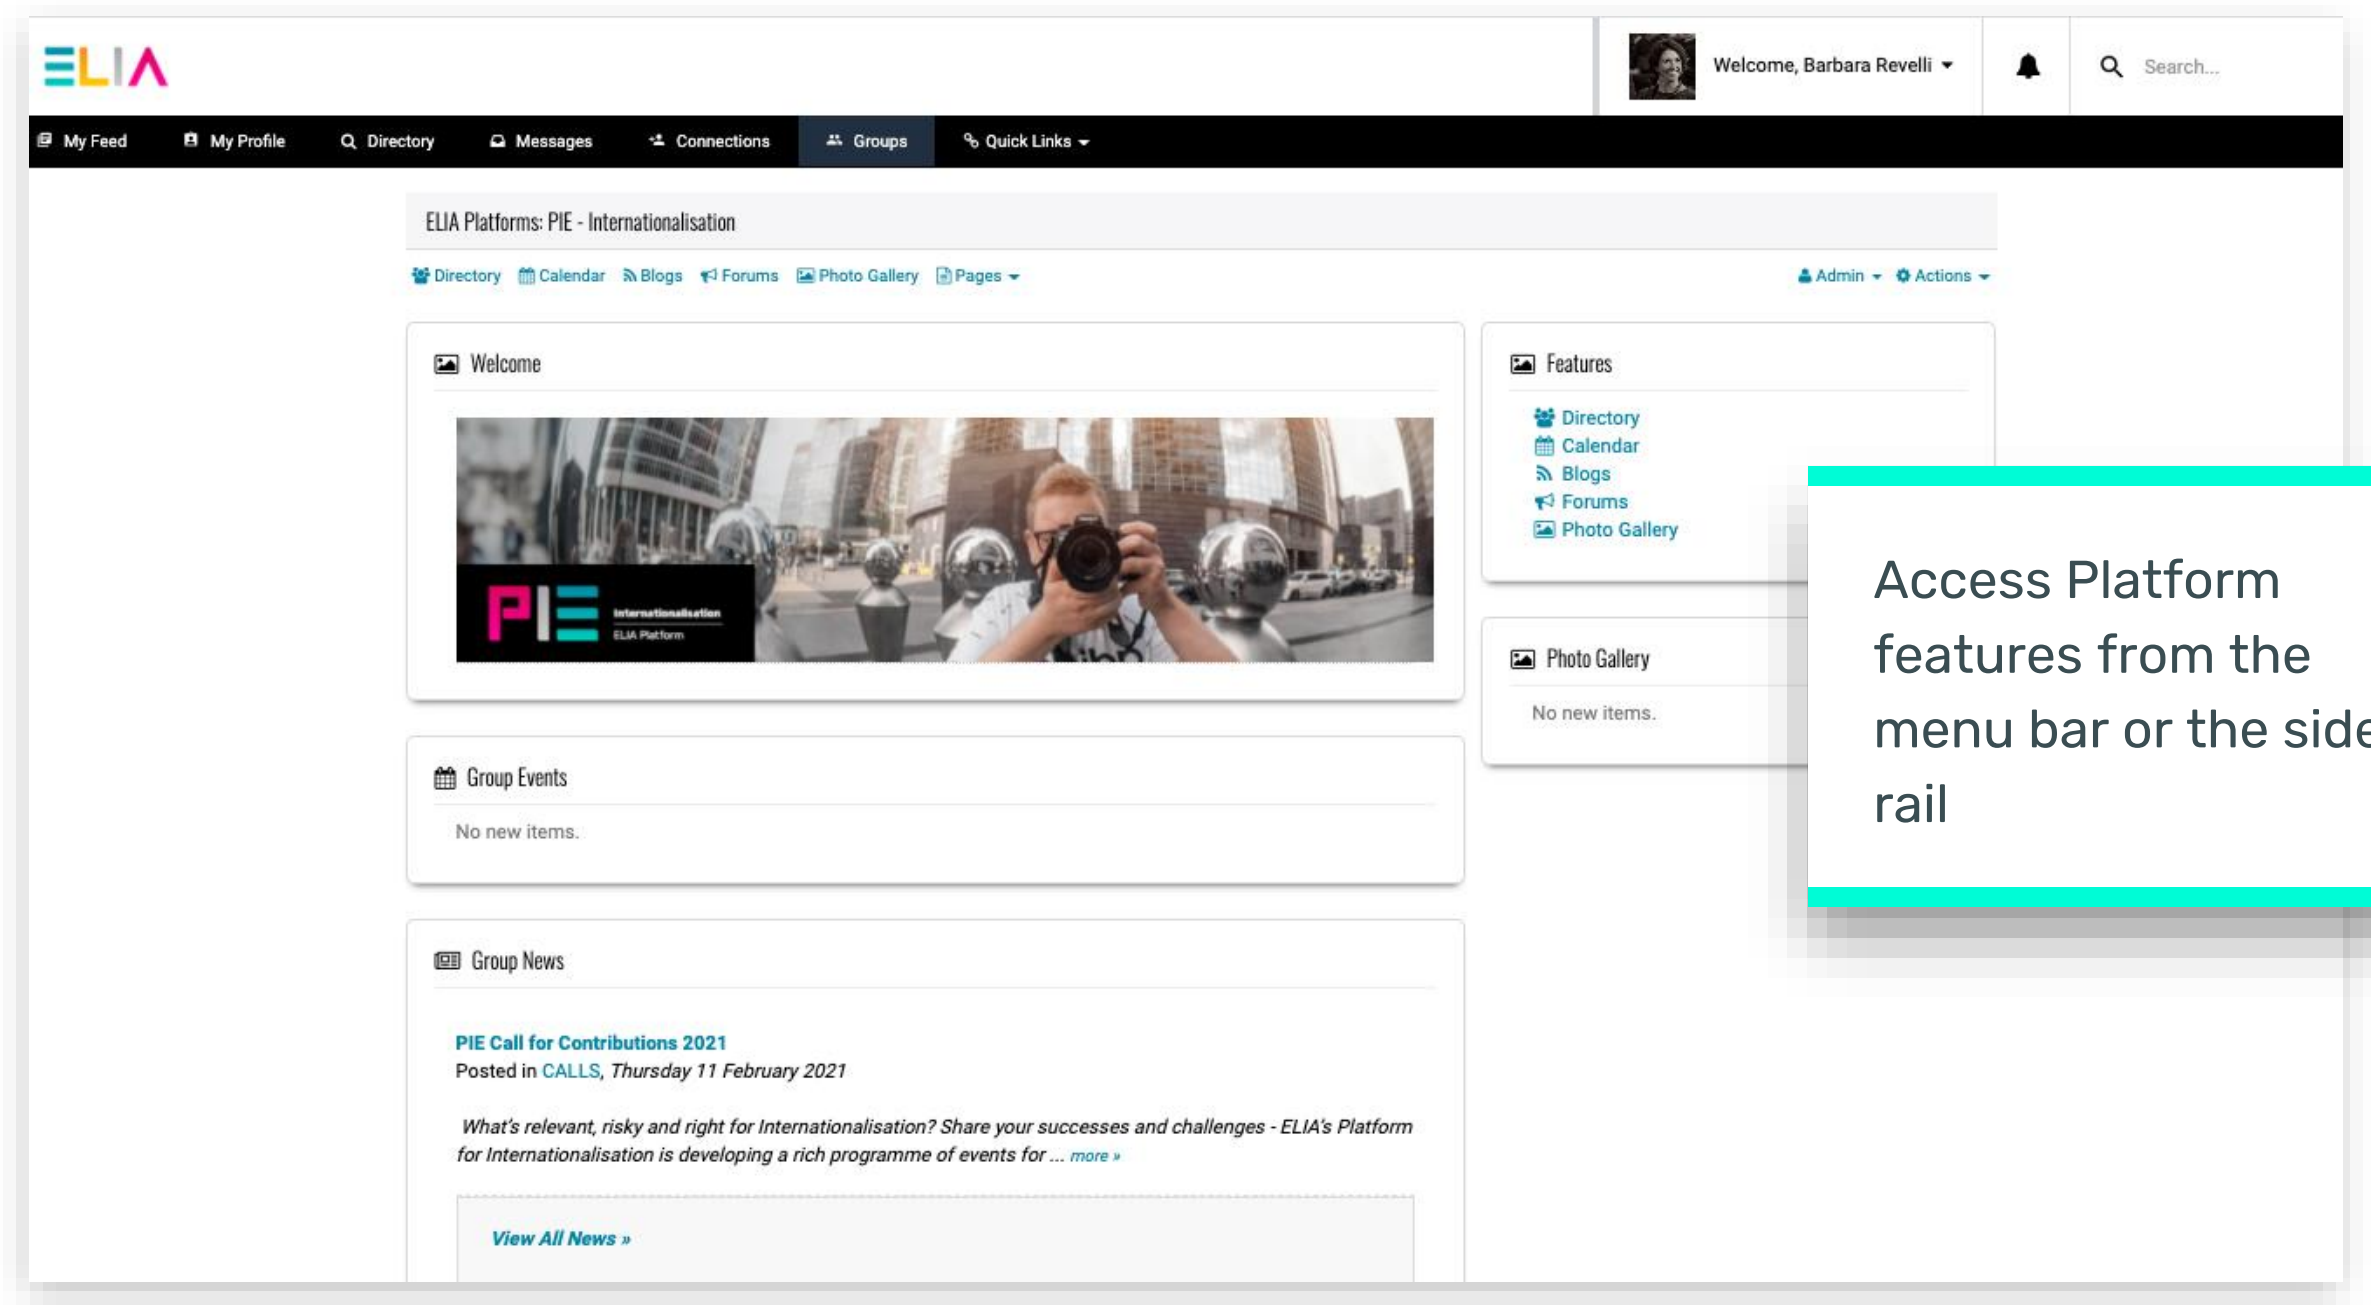 ELIA
Welcome, Barbara Revelli
Search...
My Feed My Profile Directory Messages Connections Groups Quick Links
ELIA Platforms: PIE - Internationalisation
Directory Calendar Blogs Forums Photo Gallery Pages Admin Actions
Welcome
PIE
Internationalisation
ELIA Platform
Features
Directory
Calendar
Blogs
Forums
Photo Gallery
Photo Gallery
No new items.
Access Platform
features from the
menu bar or the side
rail
Group Events
No new items.
Group News
PIE Call for Contributions 2021
Posted in CALLS, Thursday 11 February 2021
What's relevant, risky and right for Internationalisation? Share your successes and challenges - ELIA's Platform
for Internationalisation is developing a rich programme of events for ... more »
View All News »